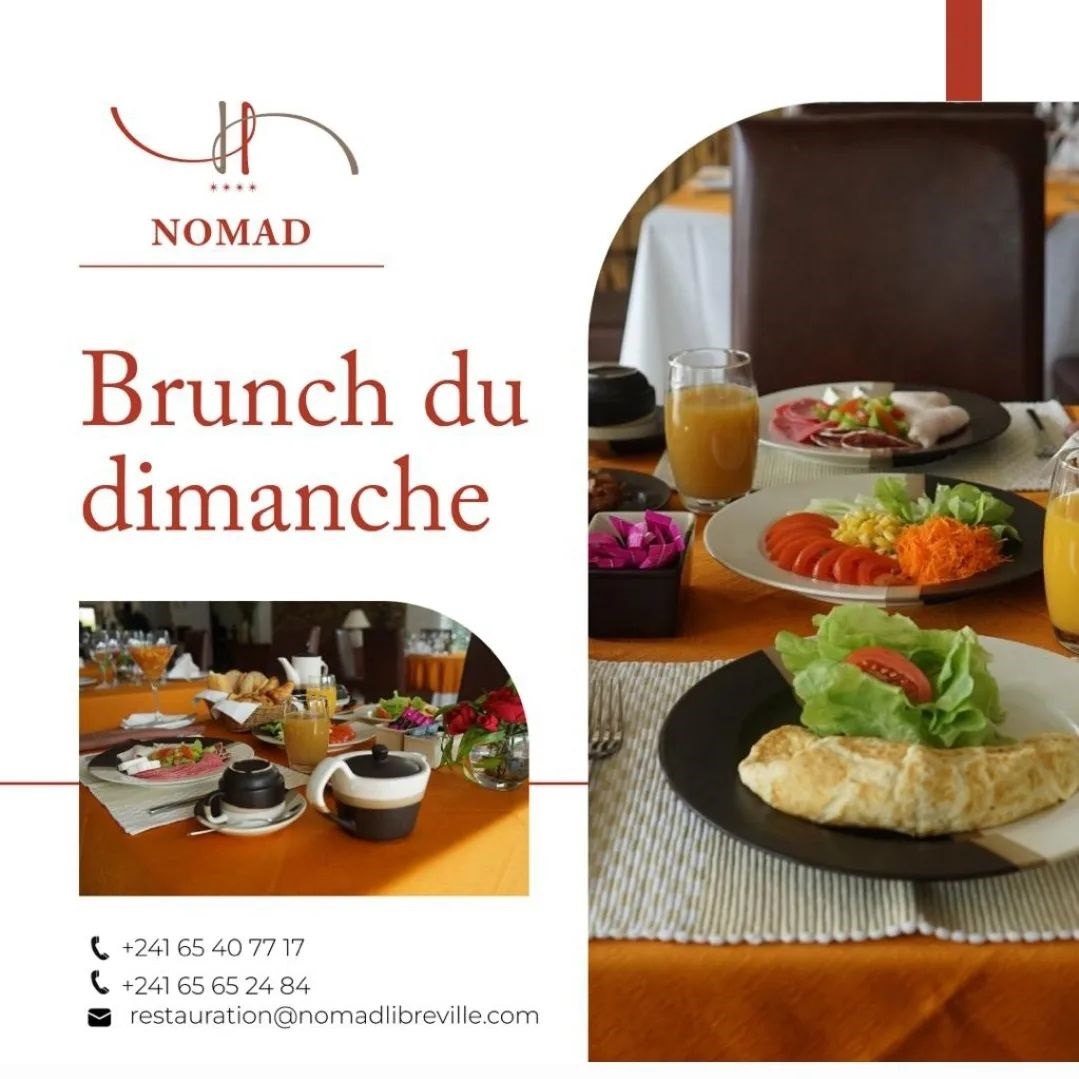 NOMAD
Brunch du
dimanche
+241 65 40 77 17
+241 65 65 24 84
restauration@nomadlibreville.com